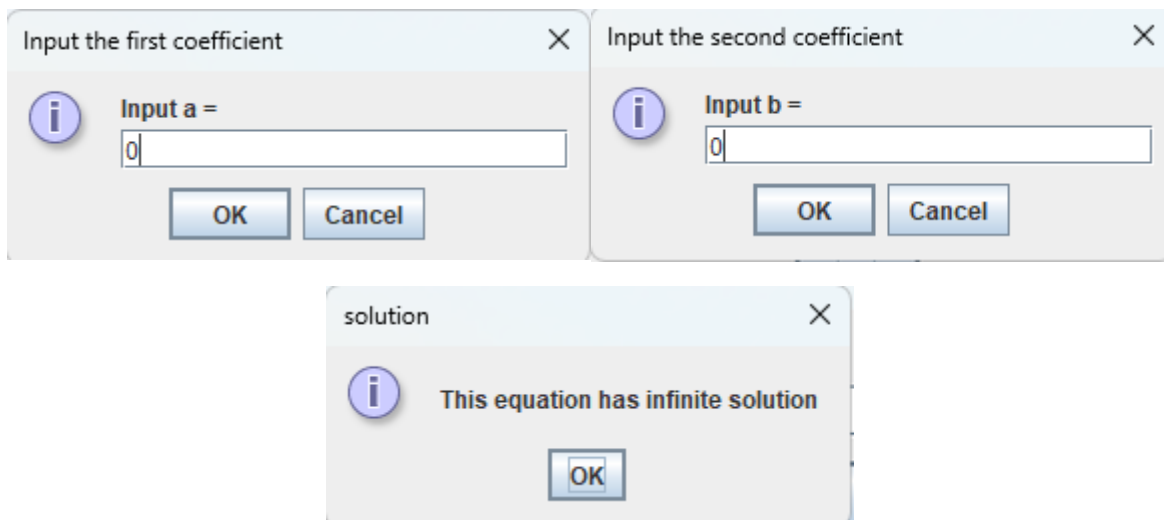 Input the first coefficient
Input a =
0
OK Cancel
Input the second coefficient
Input b =
0
OK Cancel
solution
This equation has infinite solution
OK